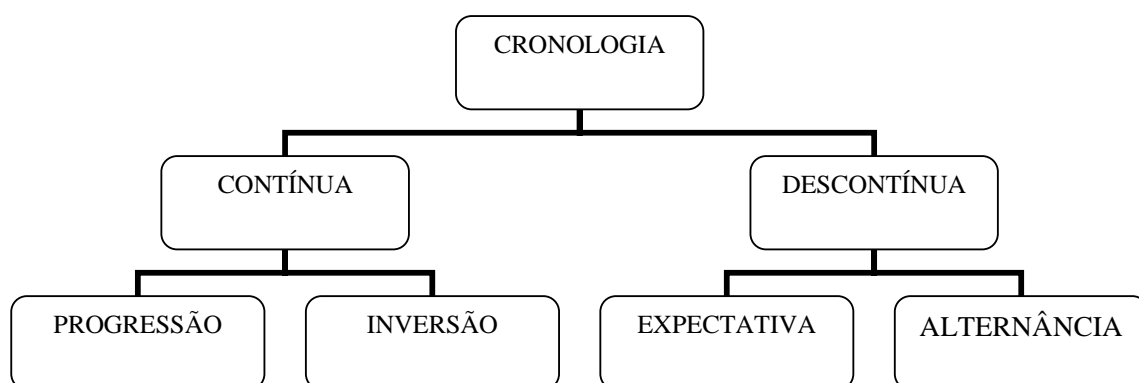 CRONOLOGIA
CONTÍNUA
DESCONTÍNUA
PROGRESSÃO
INVERSÃO
EXPECTATIVA
ALTERNÂNCIA